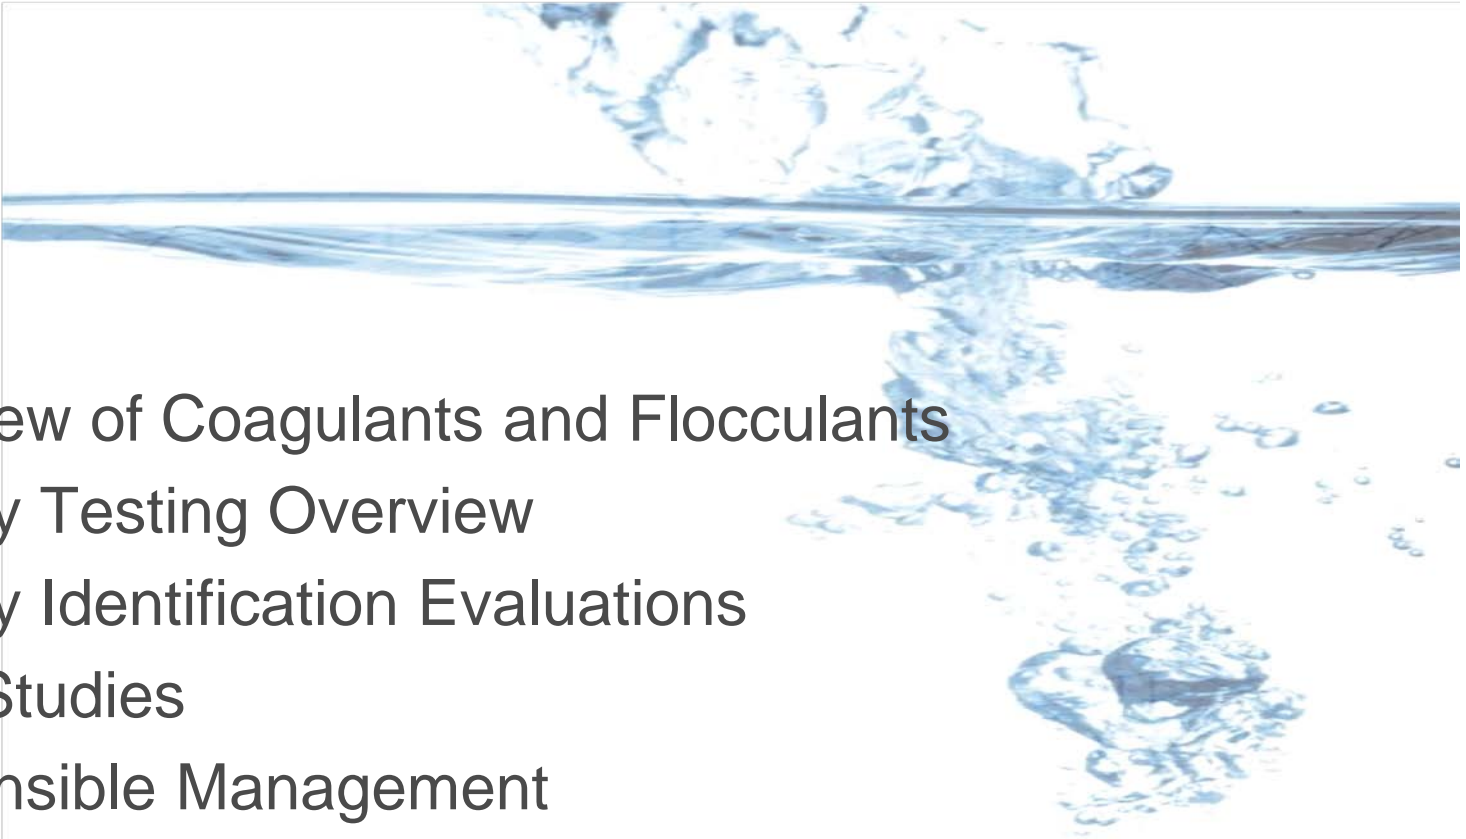 ew of Coagulants and Flocculants
y Testing Overview
y Identification Evaluations
Studies
nsible Management